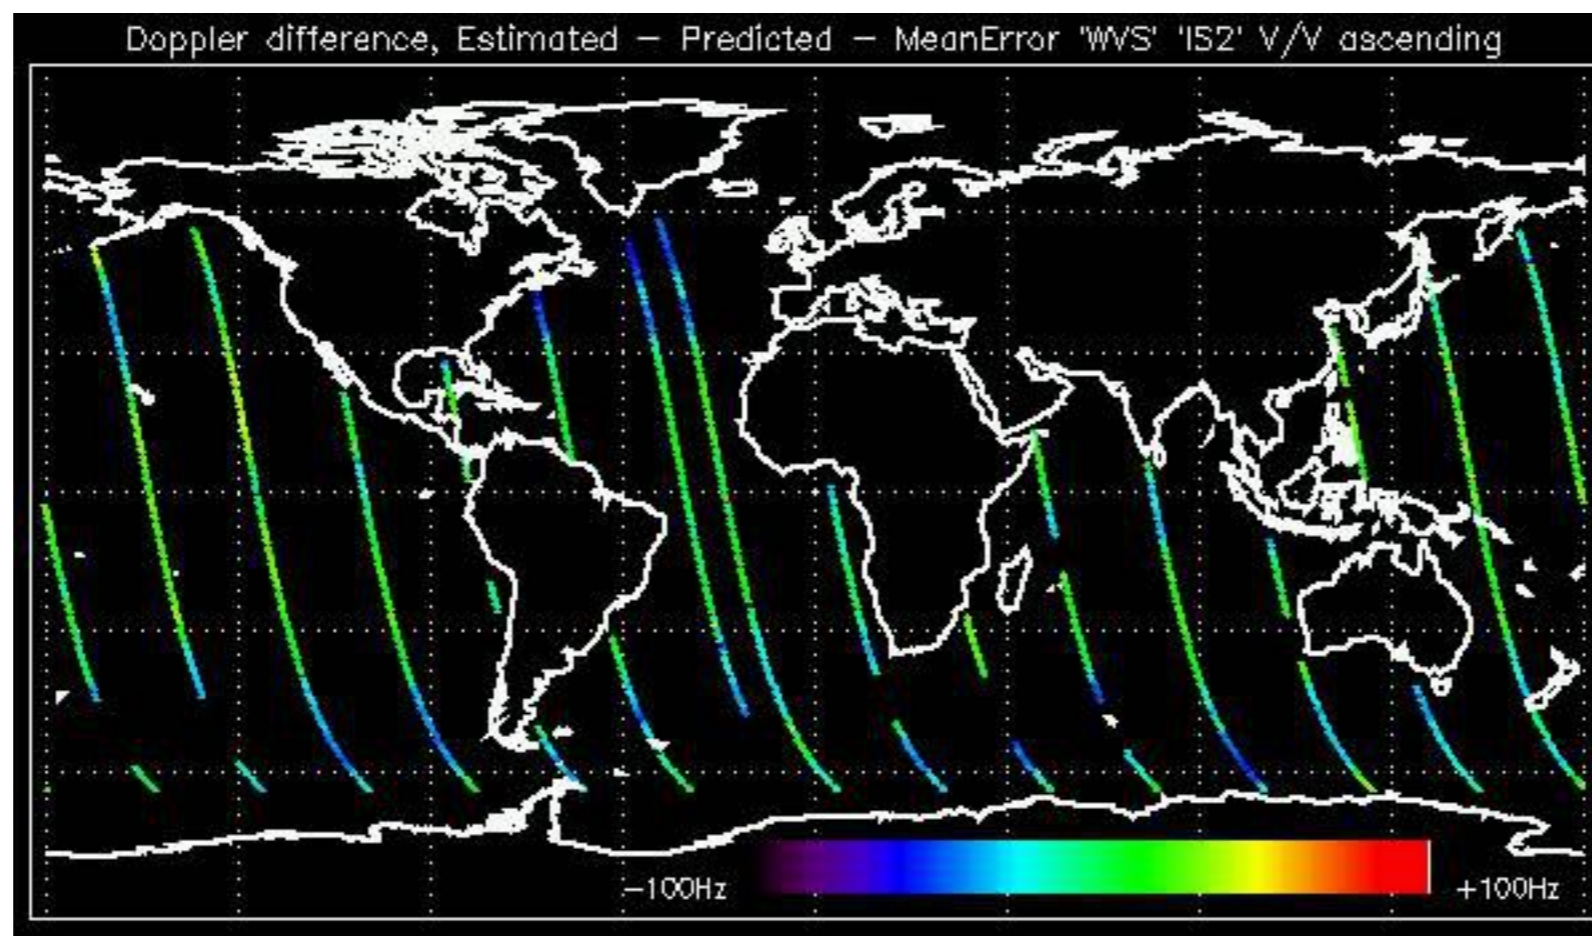 Doppler difference, Estimated – Predicted – MeanError 'WVS' 'IS2' V/V ascending
–100Hz +100Hz